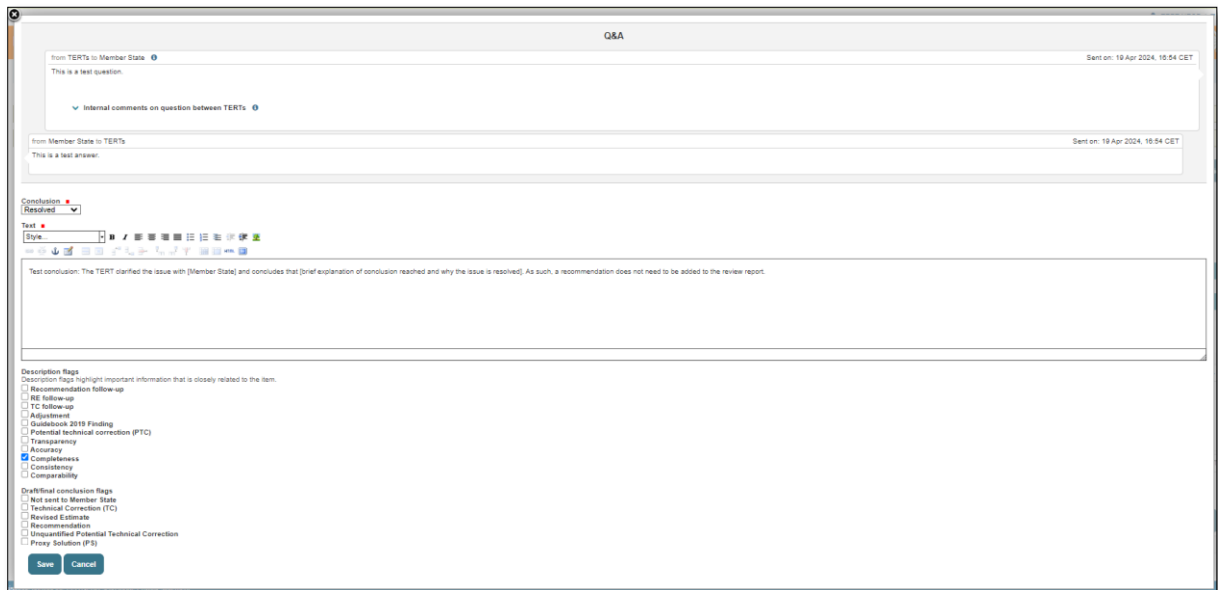 Q&A
from TERTs to Member State
Sent on: 19 Apr 2024, 16:54 CET
This is a test question.
Internal comments on question between TERTs
from Member State to TERTs
Sent on: 19 Apr 2024, 16:54 CET
This is a test answer.
Conclusion
Resolved
Text
Style...
B I
HTML
Test conclusion: The TERT clarified the issue with [Member State] and concludes that [brief explanation of conclusion reached and why the issue is resolved]. As such, a recommendation does not need to be added to the review report.
Description flags
Description flags highlight important information that is closely related to the item.
Recommendation follow-up
RE follow-up
TC follow-up
Adjustment
Guidebook 2019 Finding
Potential technical correction (PTC)
Transparency
Accuracy
Completeness
Consistency
Comparability
Draft/final conclusion flags
Not sent to Member State
Technical Correction (TC)
Revised Estimate
Recommendation
Unquantified Potential Technical Correction
Proxy Solution (PS)
Save Cancel